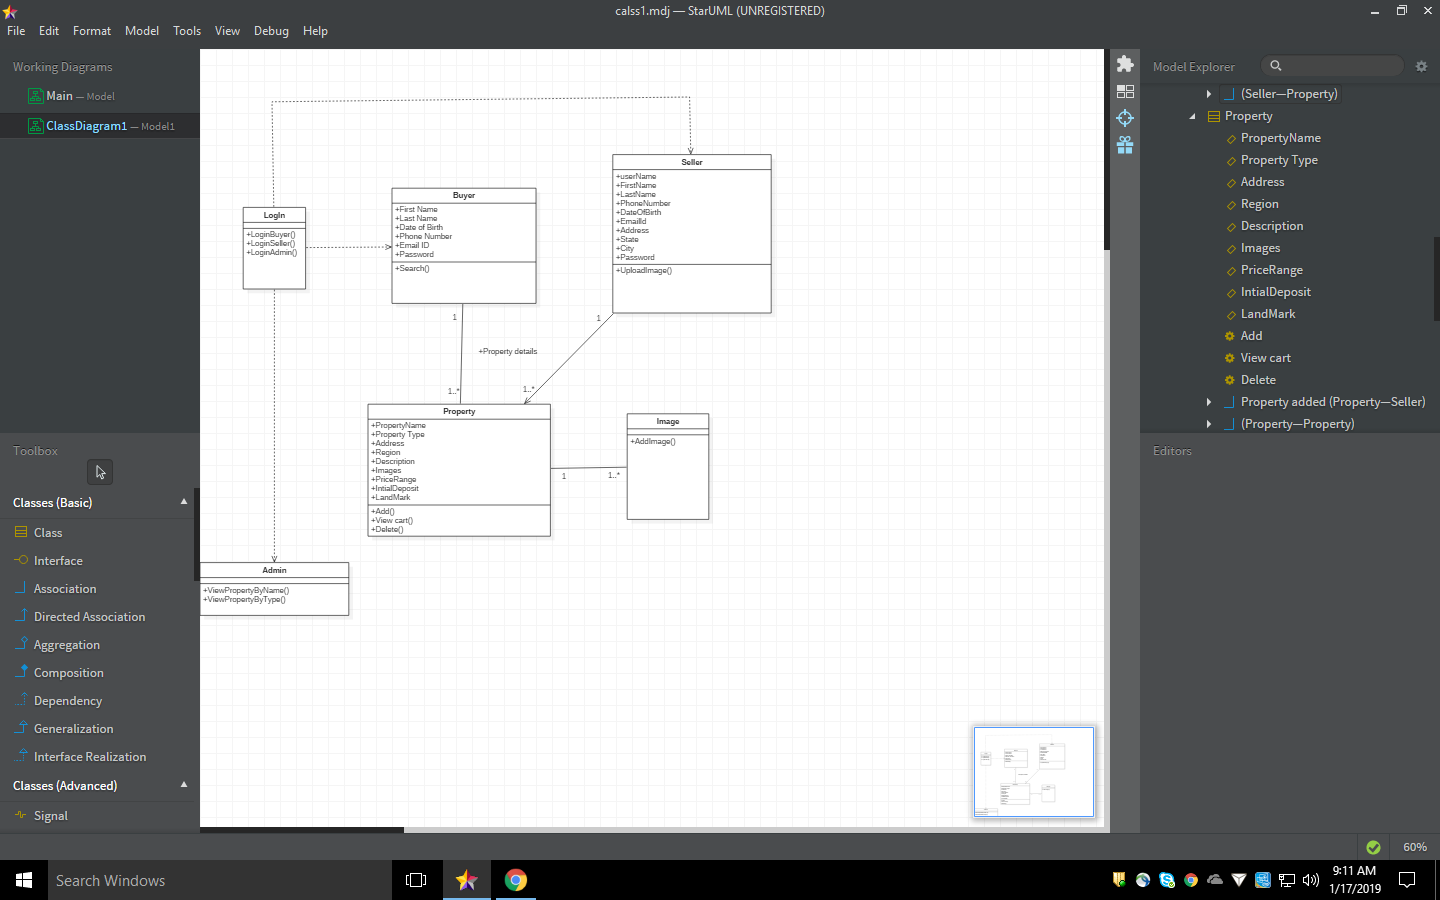 calss1.mdj — StarUML (UNREGISTERED)
File Edit Format Model Tools View Debug Help
Working Diagrams
Main — Model
ClassDiagram1 — Model1
Toolbox
Classes (Basic)
Class
Interface
Association
Directed Association
Aggregation
Composition
Dependency
Generalization
Interface Realization
Classes (Advanced)
Signal
LogIn
+LoginBuyer()
+LoginSeller()
+LoginAdmin()
Buyer
+First Name
+Last Name
+Date of Birth
+Phone Number
+Email ID
+Password
+Search()
Seller
+userName
+FirstName
+LastName
+PhoneNumber
+DateOfBirth
+EmailId
+Address
+State
+City
+Password
+UploadImage()
1
1
+Property details
1..*
1..*
Property
+PropertyName
+Property Type
+Address
+Region
+Description
+Images
+PriceRange
+IntialDeposit
+LandMark
+Add()
+View cart()
+Delete()
1
1..*
Image
+AddImage()
Admin
+ViewPropertyByName()
+ViewPropertyByType()
Model Explorer
(Seller—Property)
Property
PropertyName
Property Type
Address
Region
Description
Images
PriceRange
IntialDeposit
LandMark
Add
View cart
Delete
Property added (Property—Seller)
(Property—Property)
Editors
60%
Search Windows
9:11 AM
1/17/2019